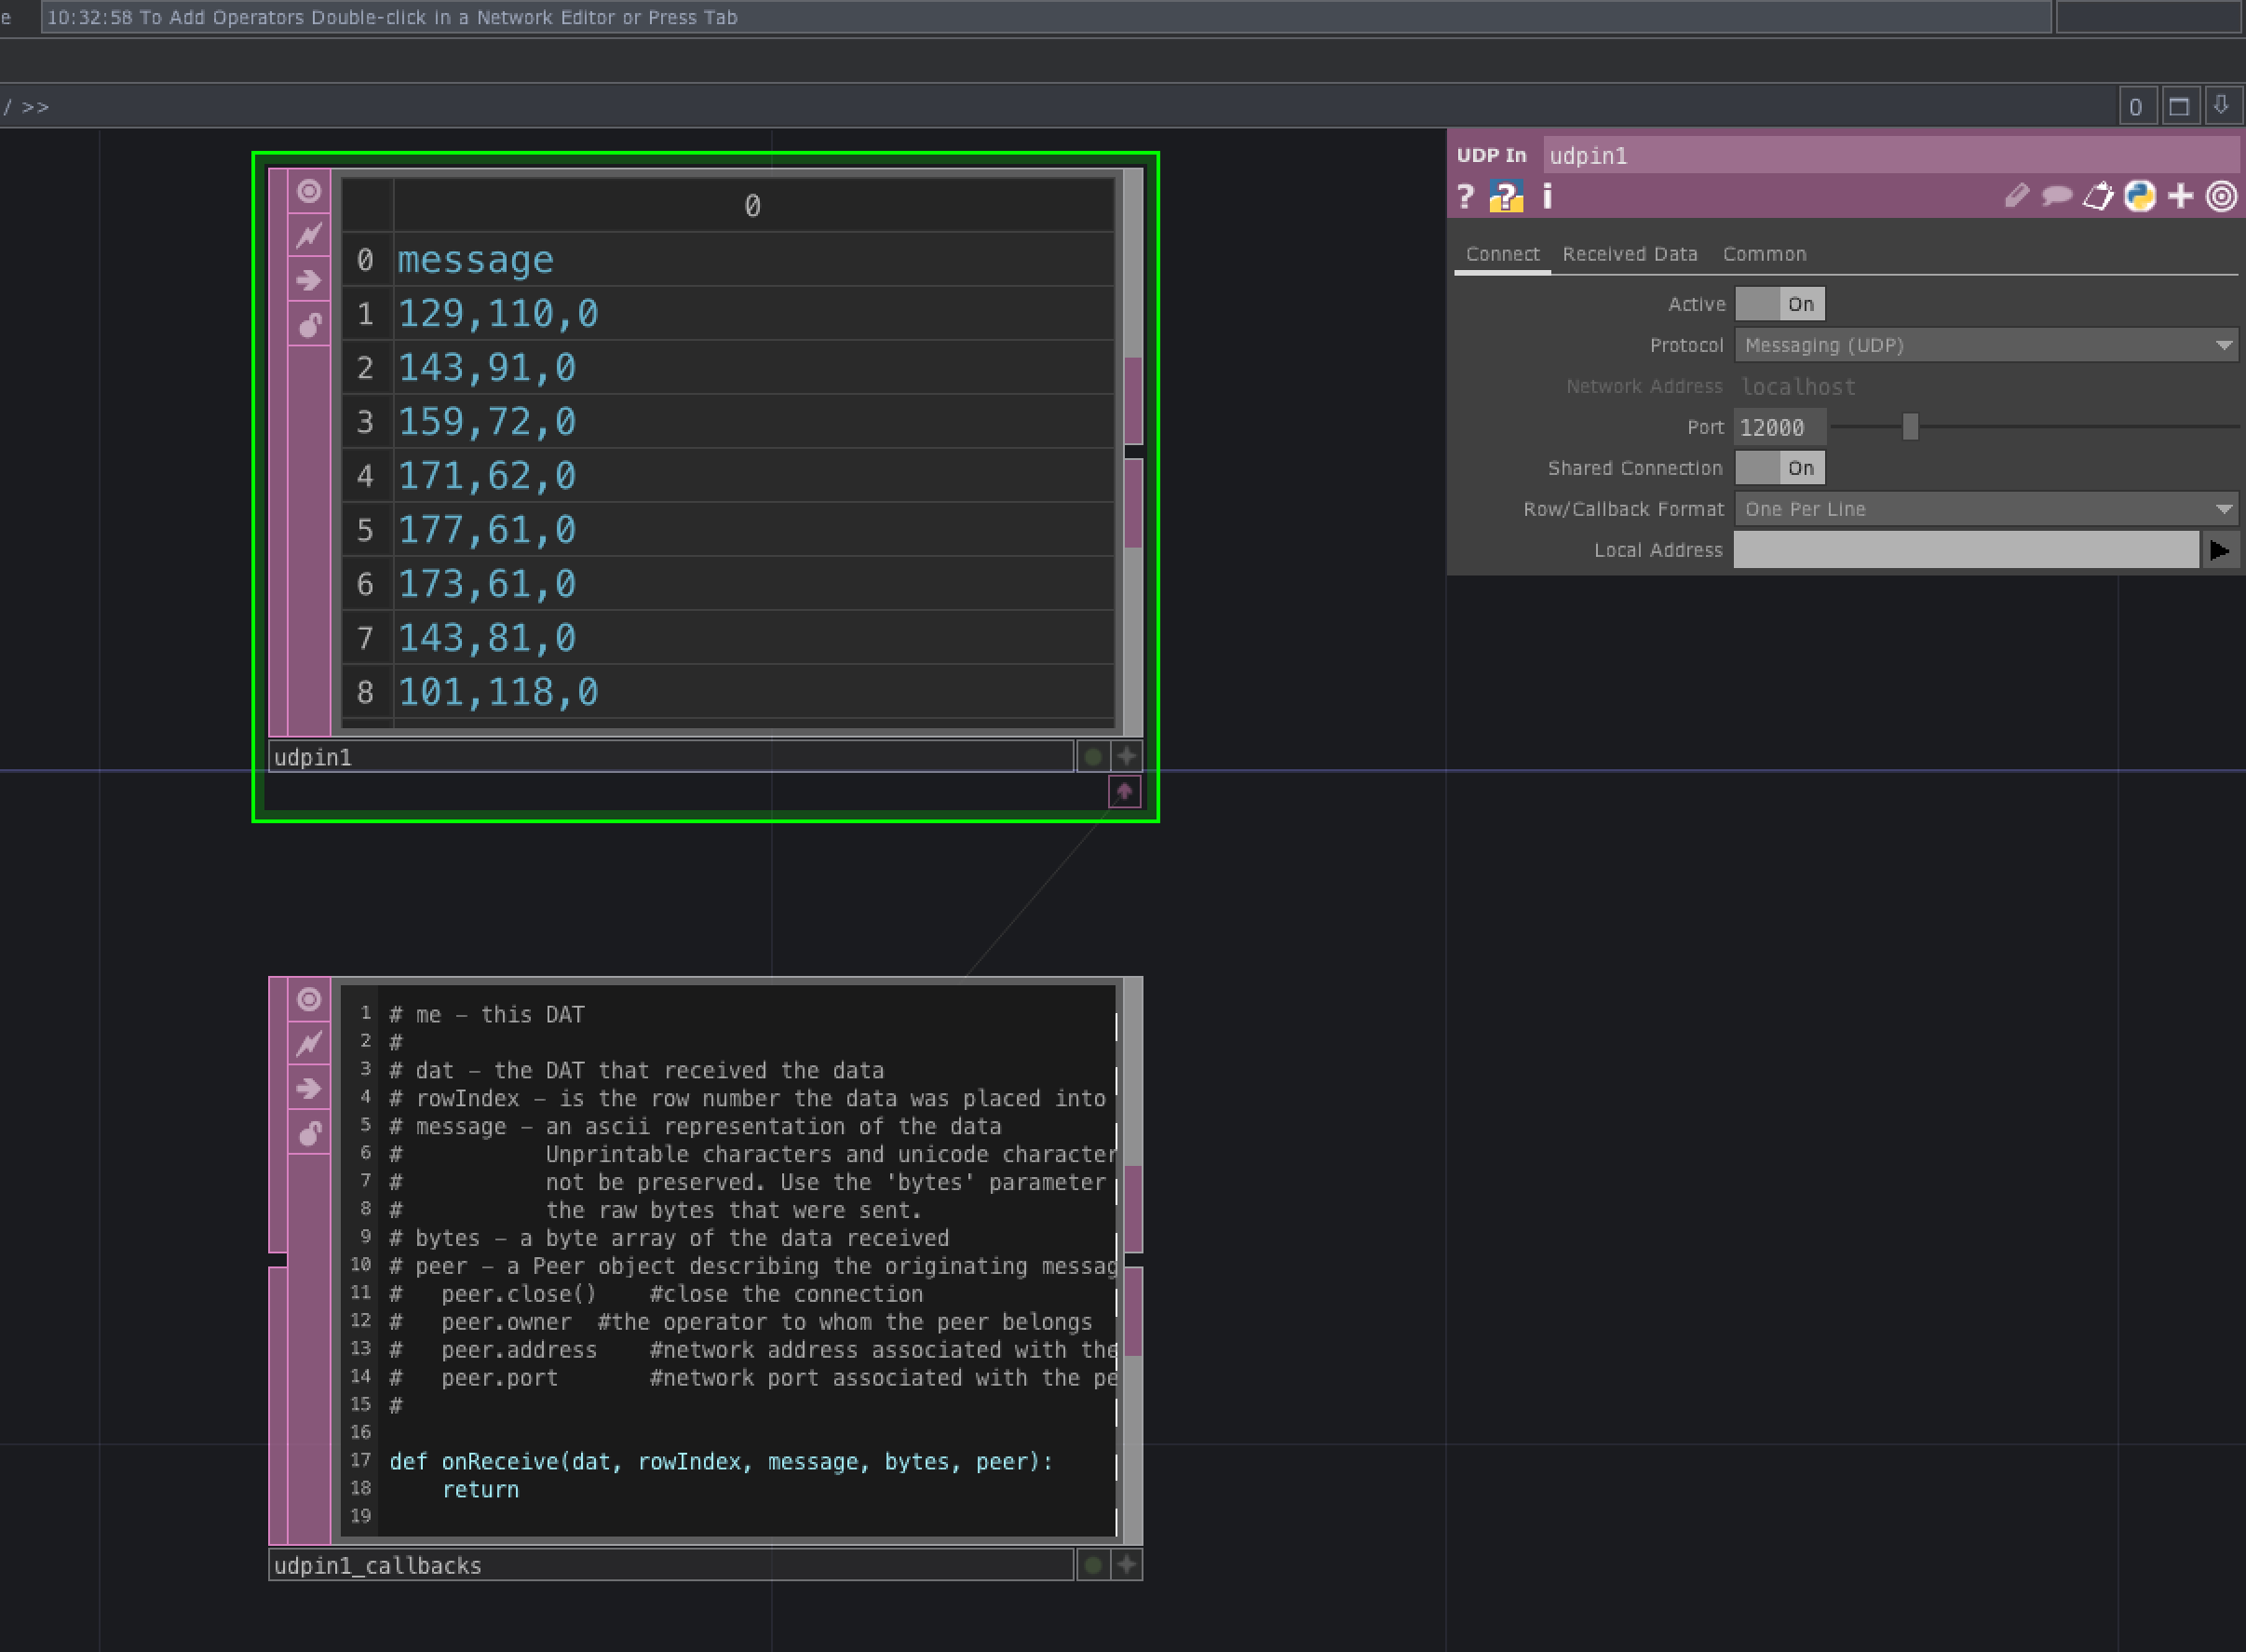 e
10:32:58 To Add Operators Double-click in a Network Editor or Press Tab
/ >>
0
UDP In udpin1
? ? i
Connect Received Data Common
Active On
Protocol Messaging (UDP)
Network Address localhost
Port 12000
Shared Connection On
Row/Callback Format One Per Line
Local Address
0
0 message
1 129,110,0
2 143,91,0
3 159,72,0
4 171,62,0
5 177,61,0
6 173,61,0
7 143,81,0
8 101,118,0
udpin1
1 # me – this DAT
2 #
3 # dat – the DAT that received the data
4 # rowIndex – is the row number the data was placed into
5 # message – an ascii representation of the data
6 #           Unprintable characters and unicode character
7 #           not be preserved. Use the 'bytes' parameter
8 #           the raw bytes that were sent.
9 # bytes – a byte array of the data received
10 # peer – a Peer object describing the originating messag
11 #   peer.close()    #close the connection
12 #   peer.owner  #the operator to whom the peer belongs
13 #   peer.address    #network address associated with the
14 #   peer.port       #network port associated with the pe
15 #
16
17 def onReceive(dat, rowIndex, message, bytes, peer):
18     return
19
udpin1_callbacks